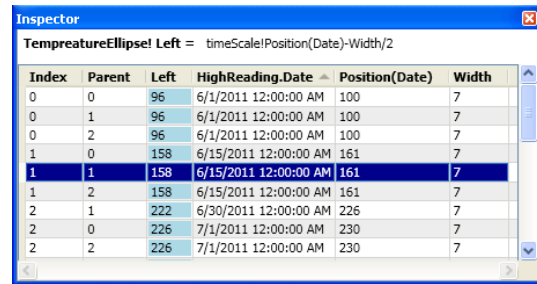 Inspector
TempreatureEllipse! Left = timeScale!Position(Date)-Width/2
Index Parent Left HighReading.Date Position(Date) Width
0 0 96 6/1/2011 12:00:00 AM 100 7
0 1 96 6/1/2011 12:00:00 AM 100 7
0 2 96 6/1/2011 12:00:00 AM 100 7
1 0 158 6/15/2011 12:00:00 AM 161 7
1 1 158 6/15/2011 12:00:00 AM 161 7
1 2 158 6/15/2011 12:00:00 AM 161 7
2 1 222 6/30/2011 12:00:00 AM 226 7
2 0 226 7/1/2011 12:00:00 AM 230 7
2 2 226 7/1/2011 12:00:00 AM 230 7